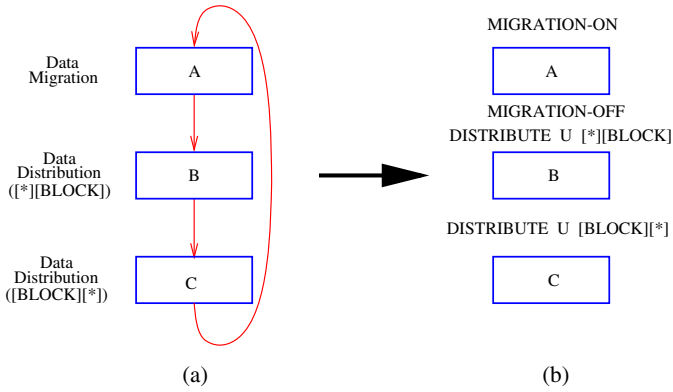 Data
Migration
A
Data
Distribution
([*][BLOCK])
B
Data
Distribution
([BLOCK][*])
C
(a)
MIGRATION-ON
A
MIGRATION-OFF
DISTRIBUTE U [*][BLOCK]
B
DISTRIBUTE U [BLOCK][*]
C
(b)